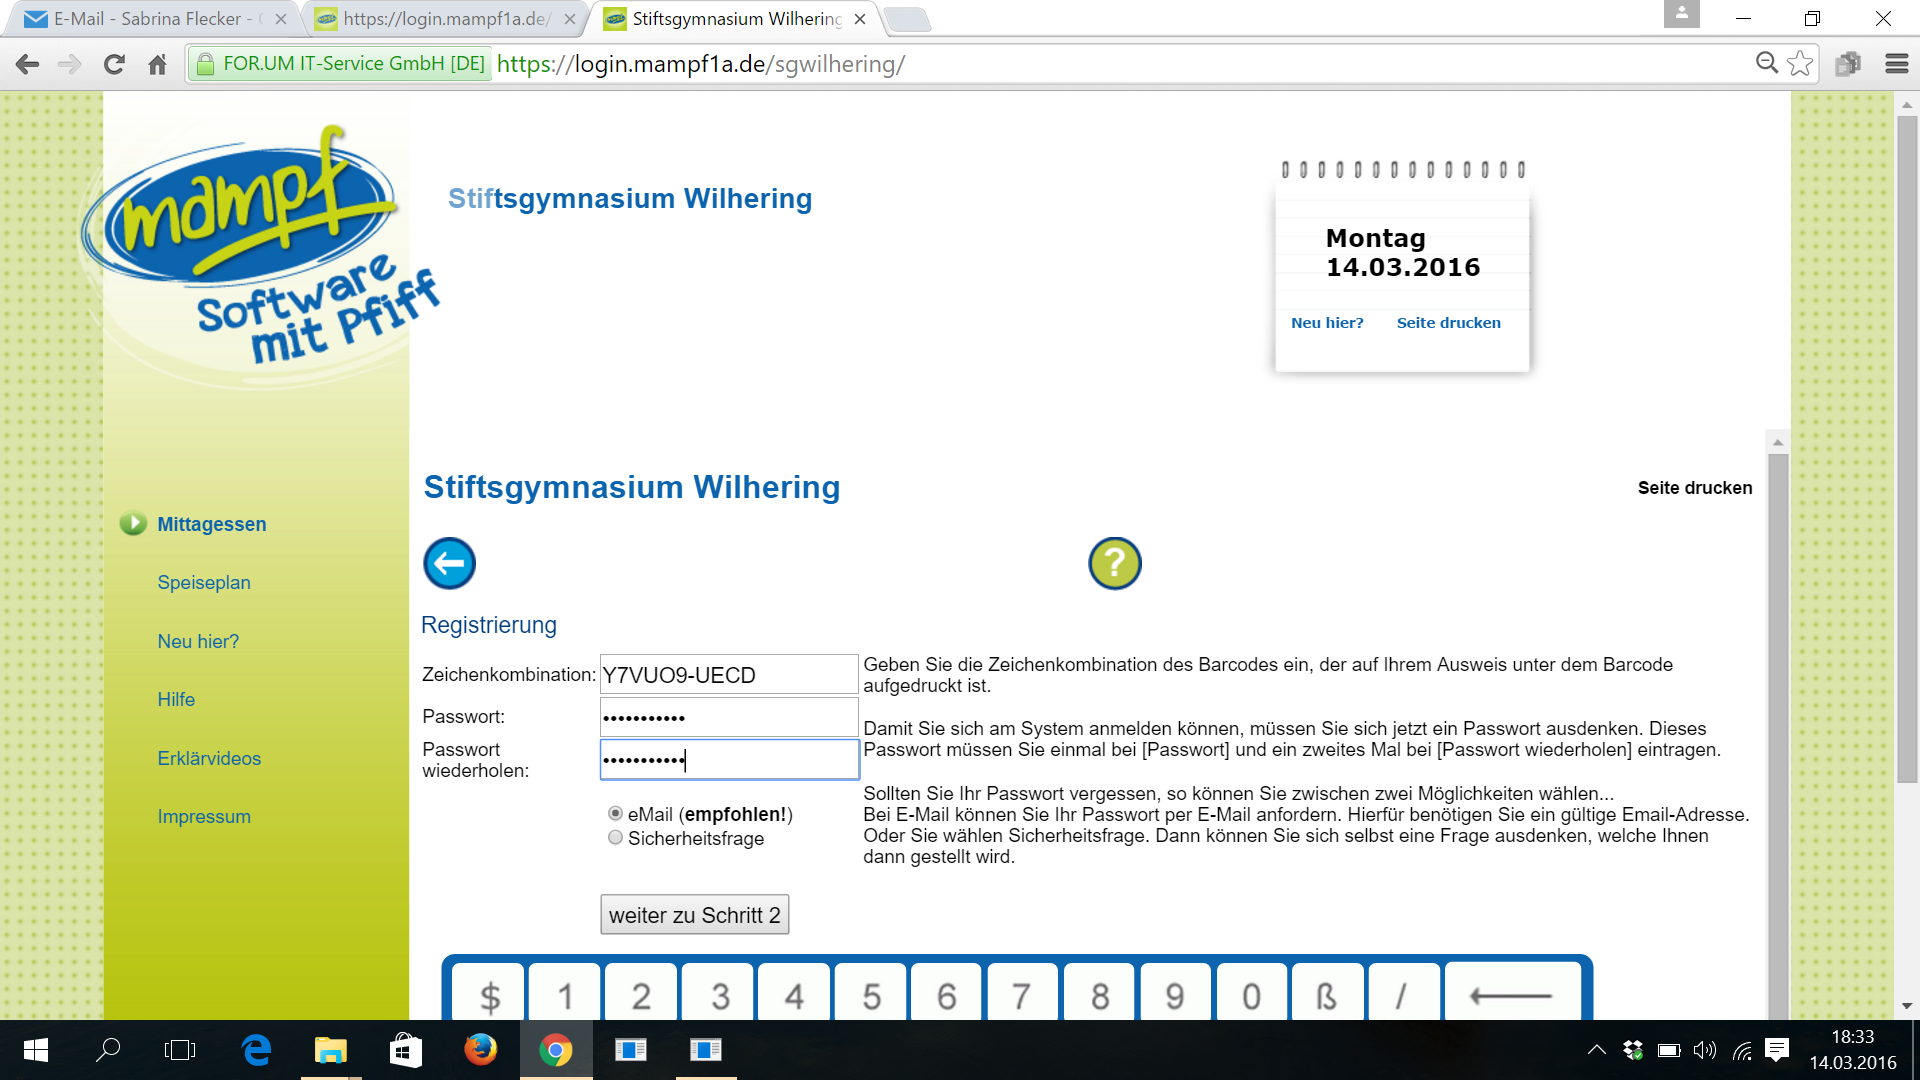 E-Mail - Sabrina Flecker -
https://login.mampf1a.de/
Stiftsgymnasium Wilhering
FOR.UM IT-Service GmbH [DE] https://login.mampf1a.de/sgwilhering/
mampf
Software
mit Pfiff
Stiftsgymnasium Wilhering
Montag
14.03.2016
Neu hier? Seite drucken
Mittagessen
Speiseplan
Neu hier?
Hilfe
Erklärvideos
Impressum
Stiftsgymnasium Wilhering
Seite drucken
?
Registrierung
Zeichenkombination: Y7VUO9-UECD
Geben Sie die Zeichenkombination des Barcodes ein, der auf Ihrem Ausweis unter dem Barcode
aufgedruckt ist.
Passwort: •••••••••••
Damit Sie sich am System anmelden können, müssen Sie sich jetzt ein Passwort ausdenken. Dieses
Passwort müssen Sie einmal bei [Passwort] und ein zweites Mal bei [Passwort wiederholen] eintragen.
Passwort
wiederholen: •••••••••••
Sollten Sie Ihr Passwort vergessen, so können Sie zwischen zwei Möglichkeiten wählen...
Bei E-Mail können Sie Ihr Passwort per E-Mail anfordern. Hierfür benötigen Sie ein gültige Email-Adresse.
Oder Sie wählen Sicherheitsfrage. Dann können Sie sich selbst eine Frage ausdenken, welche Ihnen
dann gestellt wird.
eMail (empfohlen!)
Sicherheitsfrage
weiter zu Schritt 2
$ 1 2 3 4 5 6 7 8 9 0 ß /
18:33
14.03.2016